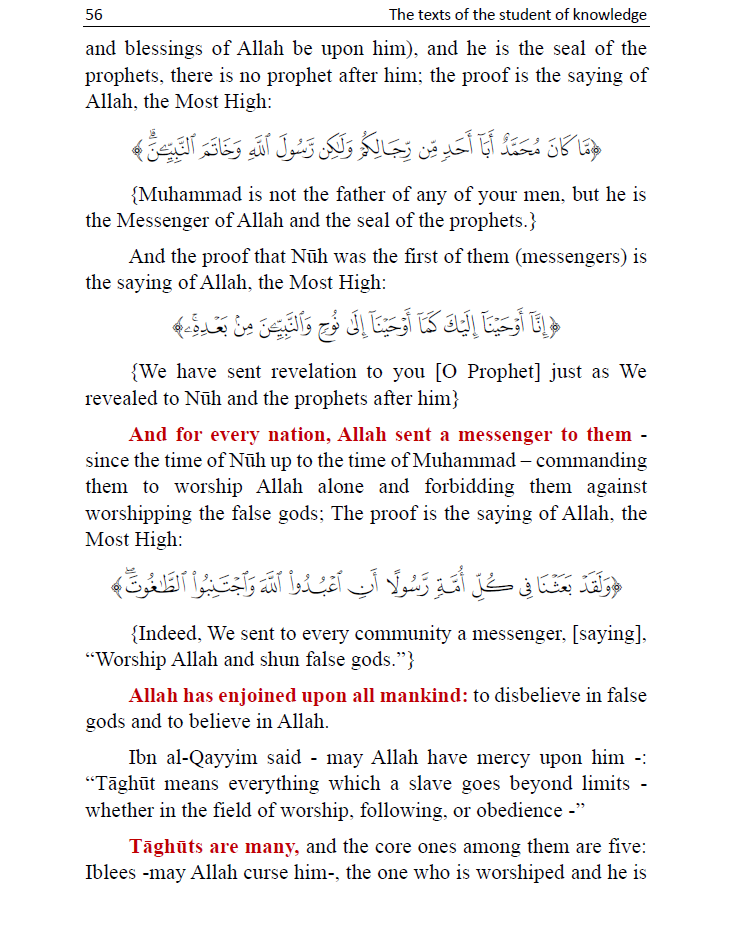 56 The texts of the student of knowledge
and blessings of Allah be upon him), and he is the seal of the
prophets, there is no prophet after him; the proof is the saying of
Allah, the Most High:
﴿مَّا كَانَ مُحَمَّدٌ أَبَآ أَحَدٖ مِّن رِّجَالِكُمۡ وَلَٰكِن رَّسُولَ ٱللَّهِ وَخَاتَمَ ٱلنَّبِيِّـۧنَۗ﴾
{Muhammad is not the father of any of your men, but he is
the Messenger of Allah and the seal of the prophets.}
And the proof that Nūh was the first of them (messengers) is
the saying of Allah, the Most High:
﴿إِنَّآ أَوۡحَيۡنَآ إِلَيۡكَ كَمَآ أَوۡحَيۡنَآ إِلَىٰ نُوحٖ وَٱلنَّبِيِّـۧنَ مِنۢ بَعۡدِهِۦۚ﴾
{We have sent revelation to you [O Prophet] just as We
revealed to Nūh and the prophets after him}
And for every nation, Allah sent a messenger to them -
since the time of Nūh up to the time of Muhammad – commanding
them to worship Allah alone and forbidding them against
worshipping the false gods; The proof is the saying of Allah, the
Most High:
﴿وَلَقَدۡ بَعَثۡنَا فِي كُلِّ أُمَّةٖ رَّسُولًا أَنِ ٱعۡبُدُواْ ٱللَّهَ وَٱجۡتَنِبُواْ ٱلطَّٰغُوتَۖ﴾
{Indeed, We sent to every community a messenger, [saying],
“Worship Allah and shun false gods.”}
Allah has enjoined upon all mankind: to disbelieve in false
gods and to believe in Allah.
Ibn al-Qayyim said - may Allah have mercy upon him -:
“Tāghūt means everything which a slave goes beyond limits -
whether in the field of worship, following, or obedience -”
Tāghūts are many, and the core ones among them are five:
Iblees -may Allah curse him-, the one who is worshiped and he is